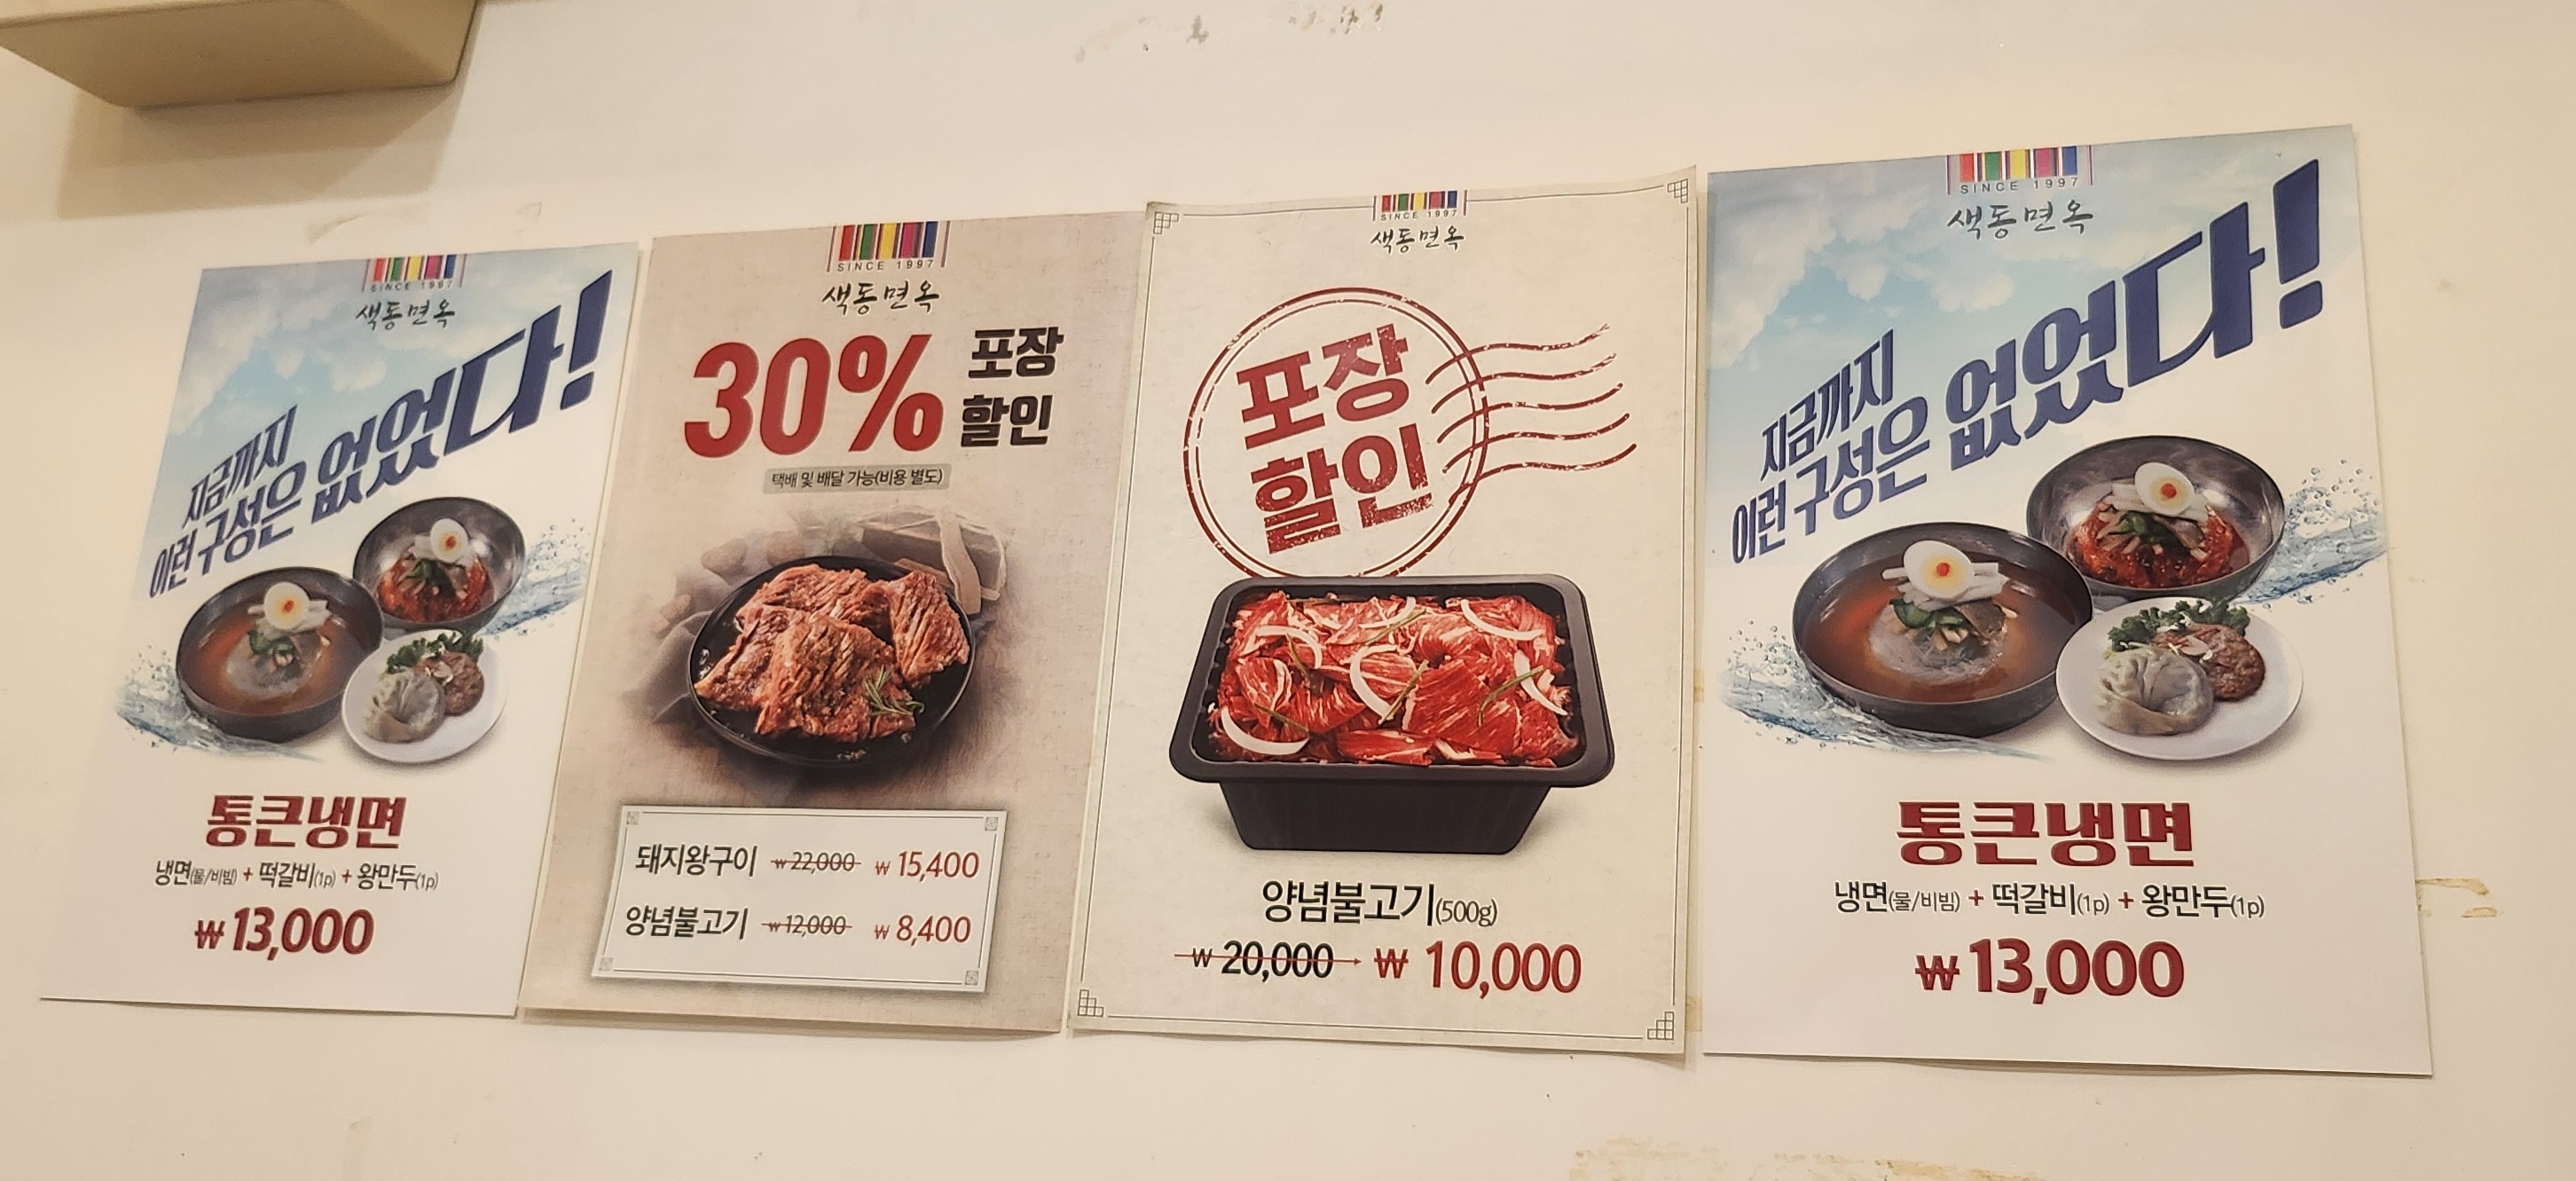 SINCE 1997
색동면옥
지금까지
이런 구성은 없었다!
통큰냉면
냉면(물/비빔) + 떡갈비(1p) + 왕만두(1p)
₩13,000
SINCE 1997
색동면옥
30% 포장
할인
택배 및 배달 가능(비용 별도)
돼지왕구이 ₩22,000 ₩15,400
양념불고기 ₩12,000 ₩8,400
SINCE 1997
색동면옥
포장
할인
양념불고기(500g)
₩20,000 → ₩10,000
SINCE 1997
색동면옥
지금까지
이런 구성은 없었다!
통큰냉면
냉면(물/비빔) + 떡갈비(1p) + 왕만두(1p)
₩13,000